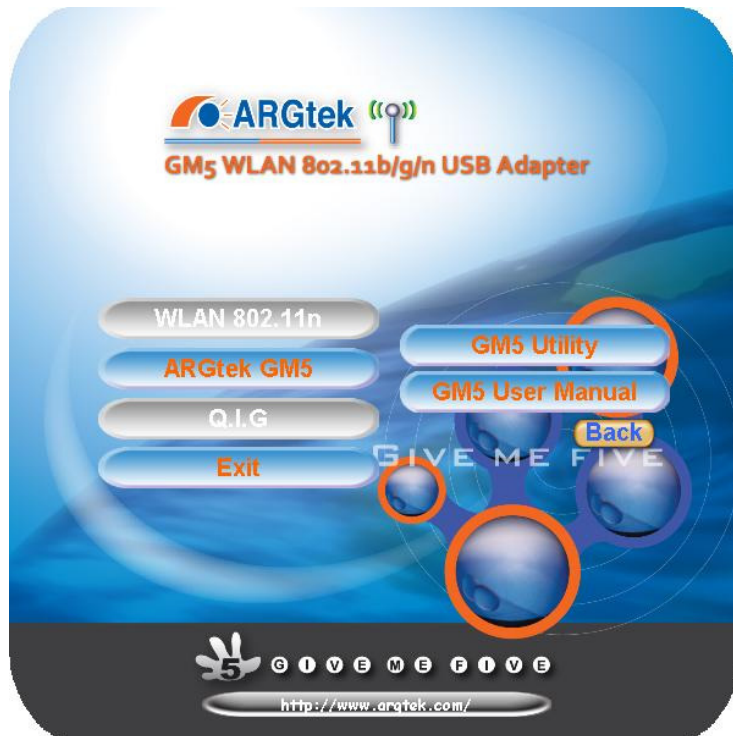 ARGtek
GM5 WLAN 802.11b/g/n USB Adapter
WLAN 802.11n
ARGtek GM5
Q.I.G
Exit
GM5 Utility
GM5 User Manual
Back
GIVE ME FIVE
5 GIVE ME FIVE
http://www.argtek.com/